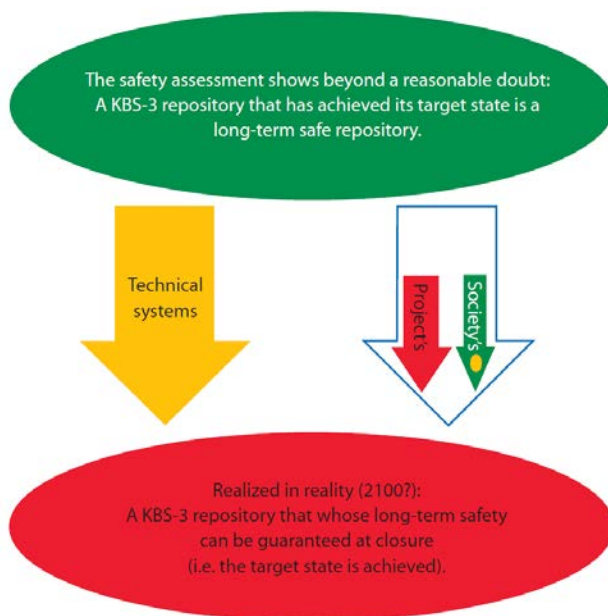 The safety assessment shows beyond a reasonable doubt:
A KBS-3 repository that has achieved its target state is a
long-term safe repository.
Technical
systems
Project's
Society's
Realized in reality (2100?):
A KBS-3 repository that whose long-term safety
can be guaranteed at closure
(i.e. the target state is achieved).